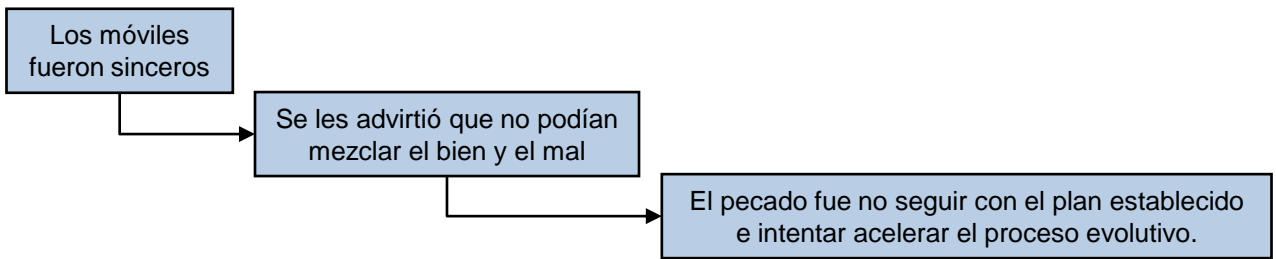 Los móviles
fueron sinceros
Se les advirtió que no podían
mezclar el bien y el mal
El pecado fue no seguir con el plan establecido
e intentar acelerar el proceso evolutivo.